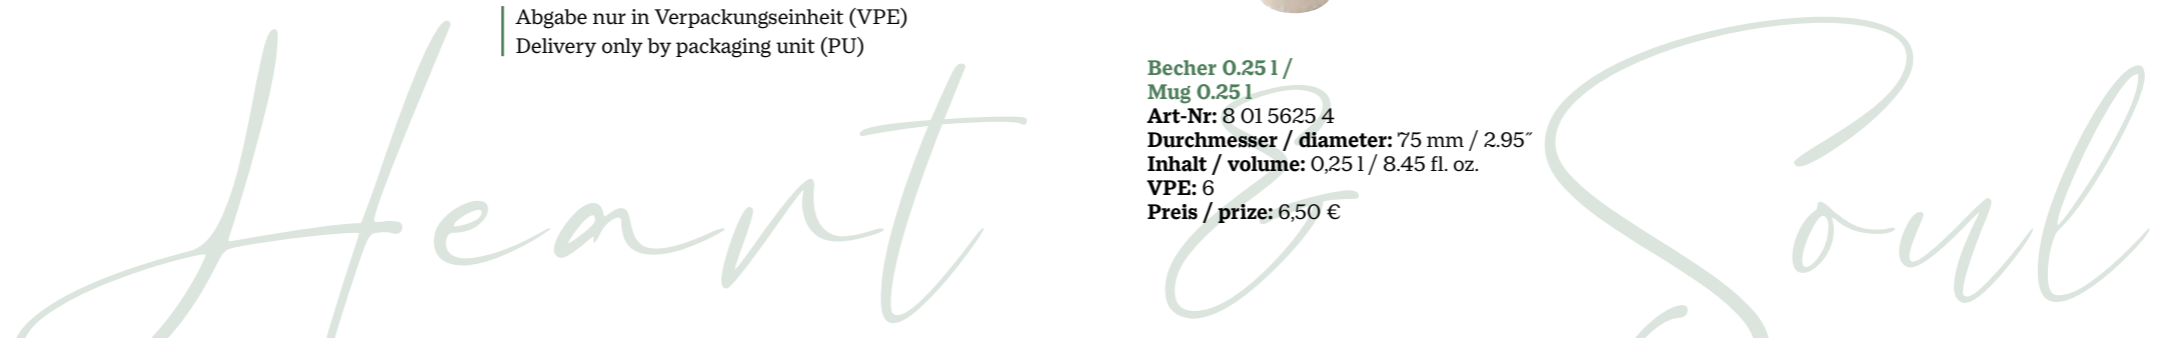 Abgabe nur in Verpackungseinheit (VPE)
Delivery only by packaging unit (PU)
Becher 0.25 l /
Mug 0.25 l
Art-Nr: 8 01 5625 4
Durchmesser / diameter: 75 mm / 2.95˝
Inhalt / volume: 0,25 l / 8.45 fl. oz.
VPE: 6
Preis / prize: 6,50 €
Heart & Soul